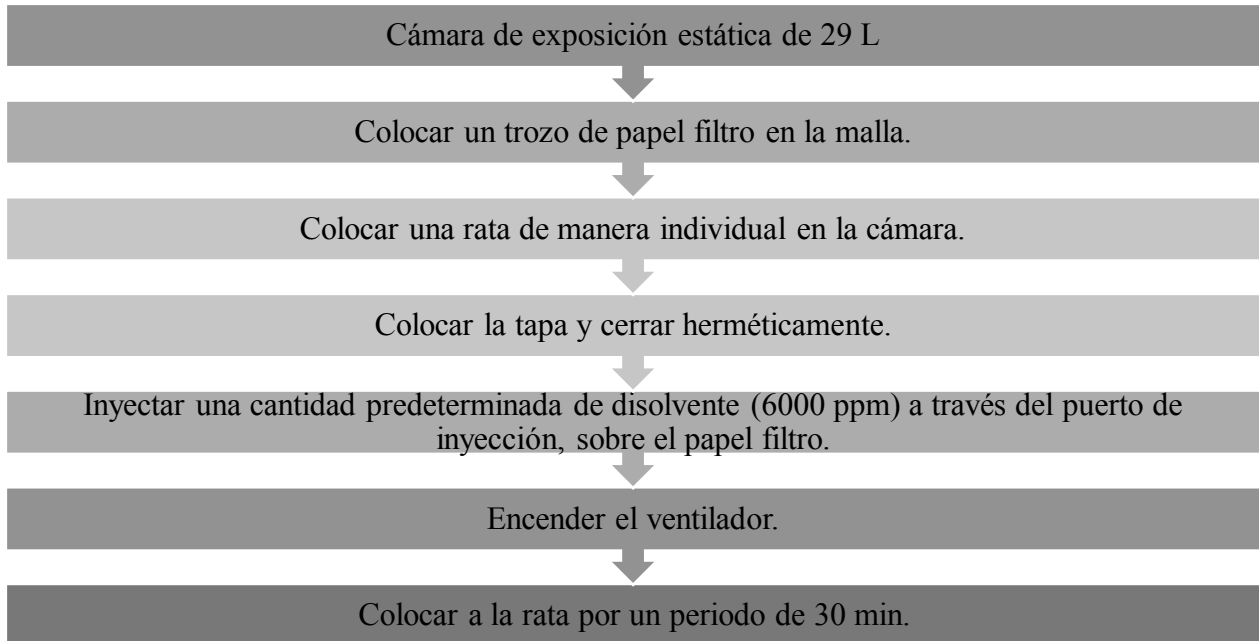 Cámara de exposición estática de 29 L
Colocar un trozo de papel filtro en la malla.
Colocar una rata de manera individual en la cámara.
Colocar la tapa y cerrar herméticamente.
Inyectar una cantidad predeterminada de disolvente (6000 ppm) a través del puerto de
inyección, sobre el papel filtro.
Encender el ventilador.
Colocar a la rata por un periodo de 30 min.